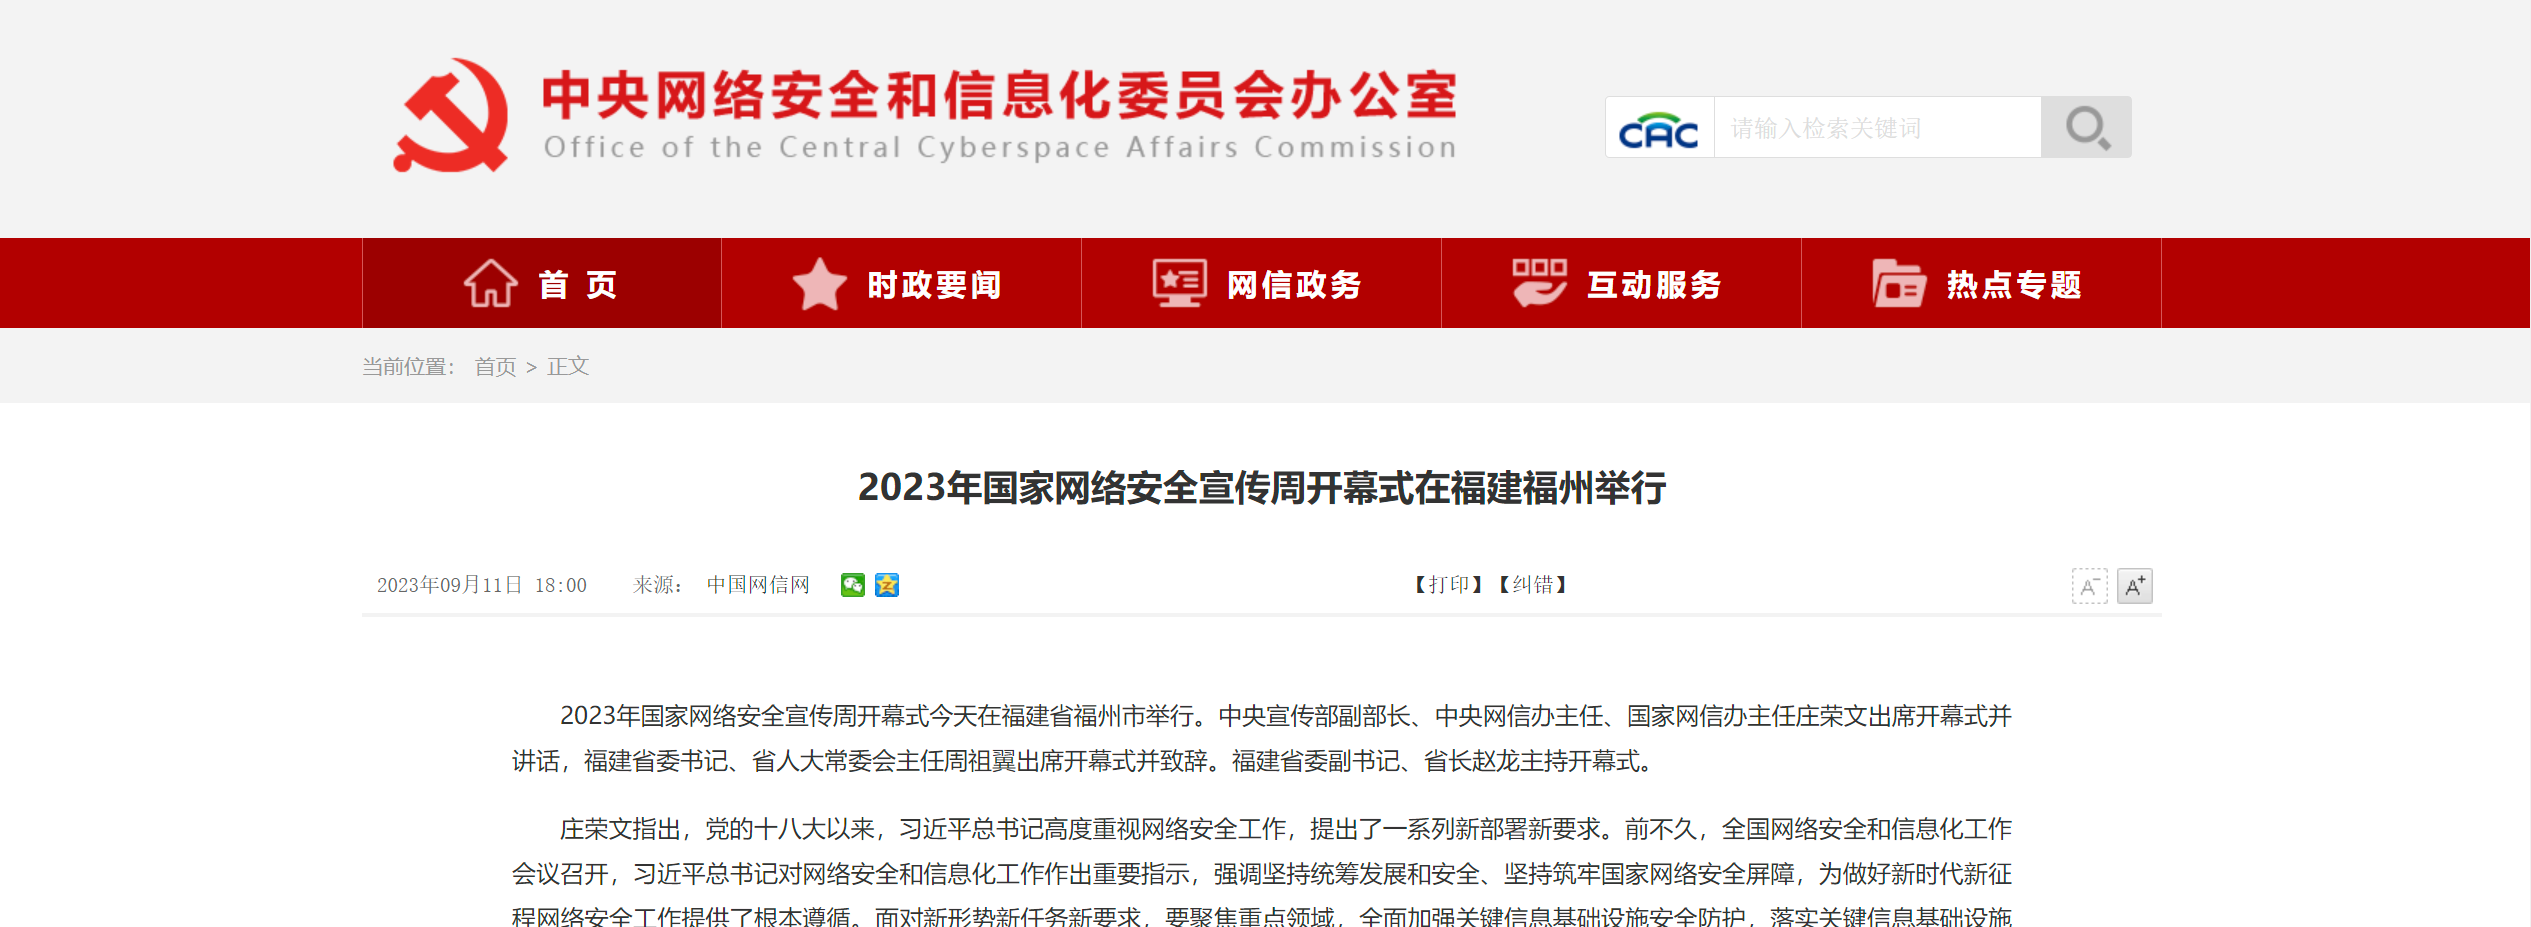 中央网络安全和信息化委员会办公室
Office of the Central Cyberspace Affairs Commission
CAC
请输入检索关键词
首 页
时政要闻
网信政务
互动服务
热点专题
当前位置： 首页 > 正文
2023年国家网络安全宣传周开幕式在福建福州举行
2023年09月11日 18:00 来源： 中国网信网 【打印】【纠错】 A- A+
2023年国家网络安全宣传周开幕式今天在福建省福州市举行。中央宣传部副部长、中央网信办主任、国家网信办主任庄荣文出席开幕式并
讲话，福建省委书记、省人大常委会主任周祖翼出席开幕式并致辞。福建省委副书记、省长赵龙主持开幕式。
庄荣文指出，党的十八大以来，习近平总书记高度重视网络安全工作，提出了一系列新部署新要求。前不久，全国网络安全和信息化工作
会议召开，习近平总书记对网络安全和信息化工作作出重要指示，强调坚持统筹发展和安全、坚持筑牢国家网络安全屏障，为做好新时代新征
程网络安全工作提供了根本遵循。面对新形势新任务新要求，要聚焦重点领域，全面加强关键信息基础设施安全防护，落实关键信息基础设施